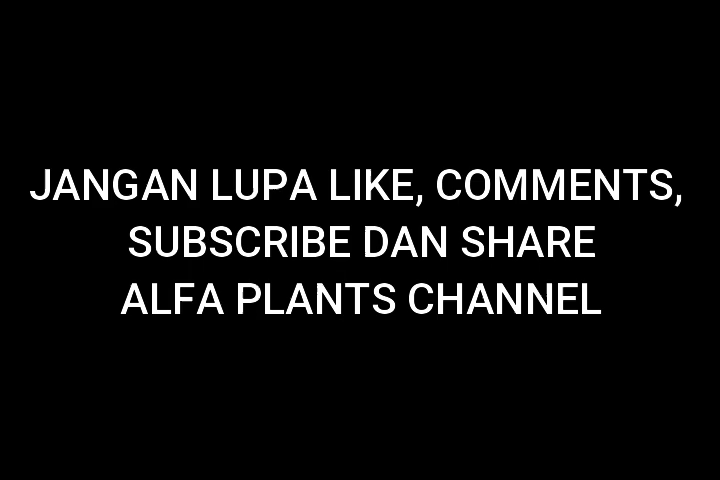 JANGAN LUPA LIKE, COMMENTS,
SUBSCRIBE DAN SHARE
ALFA PLANTS CHANNEL